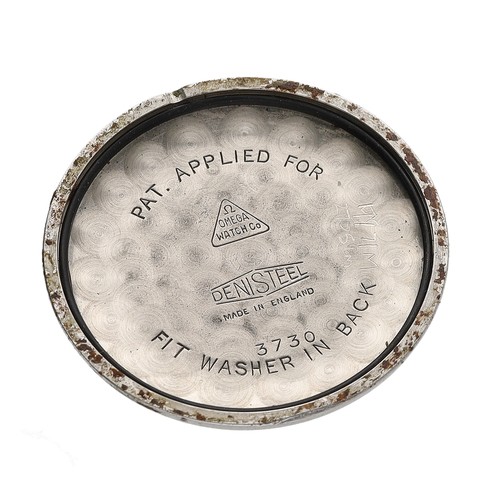 PAT. APPLIED FOR
Ω
OMEGA
WATCH Co
DENISTEEL
MADE IN ENGLAND
3730
FIT WASHER IN BACK